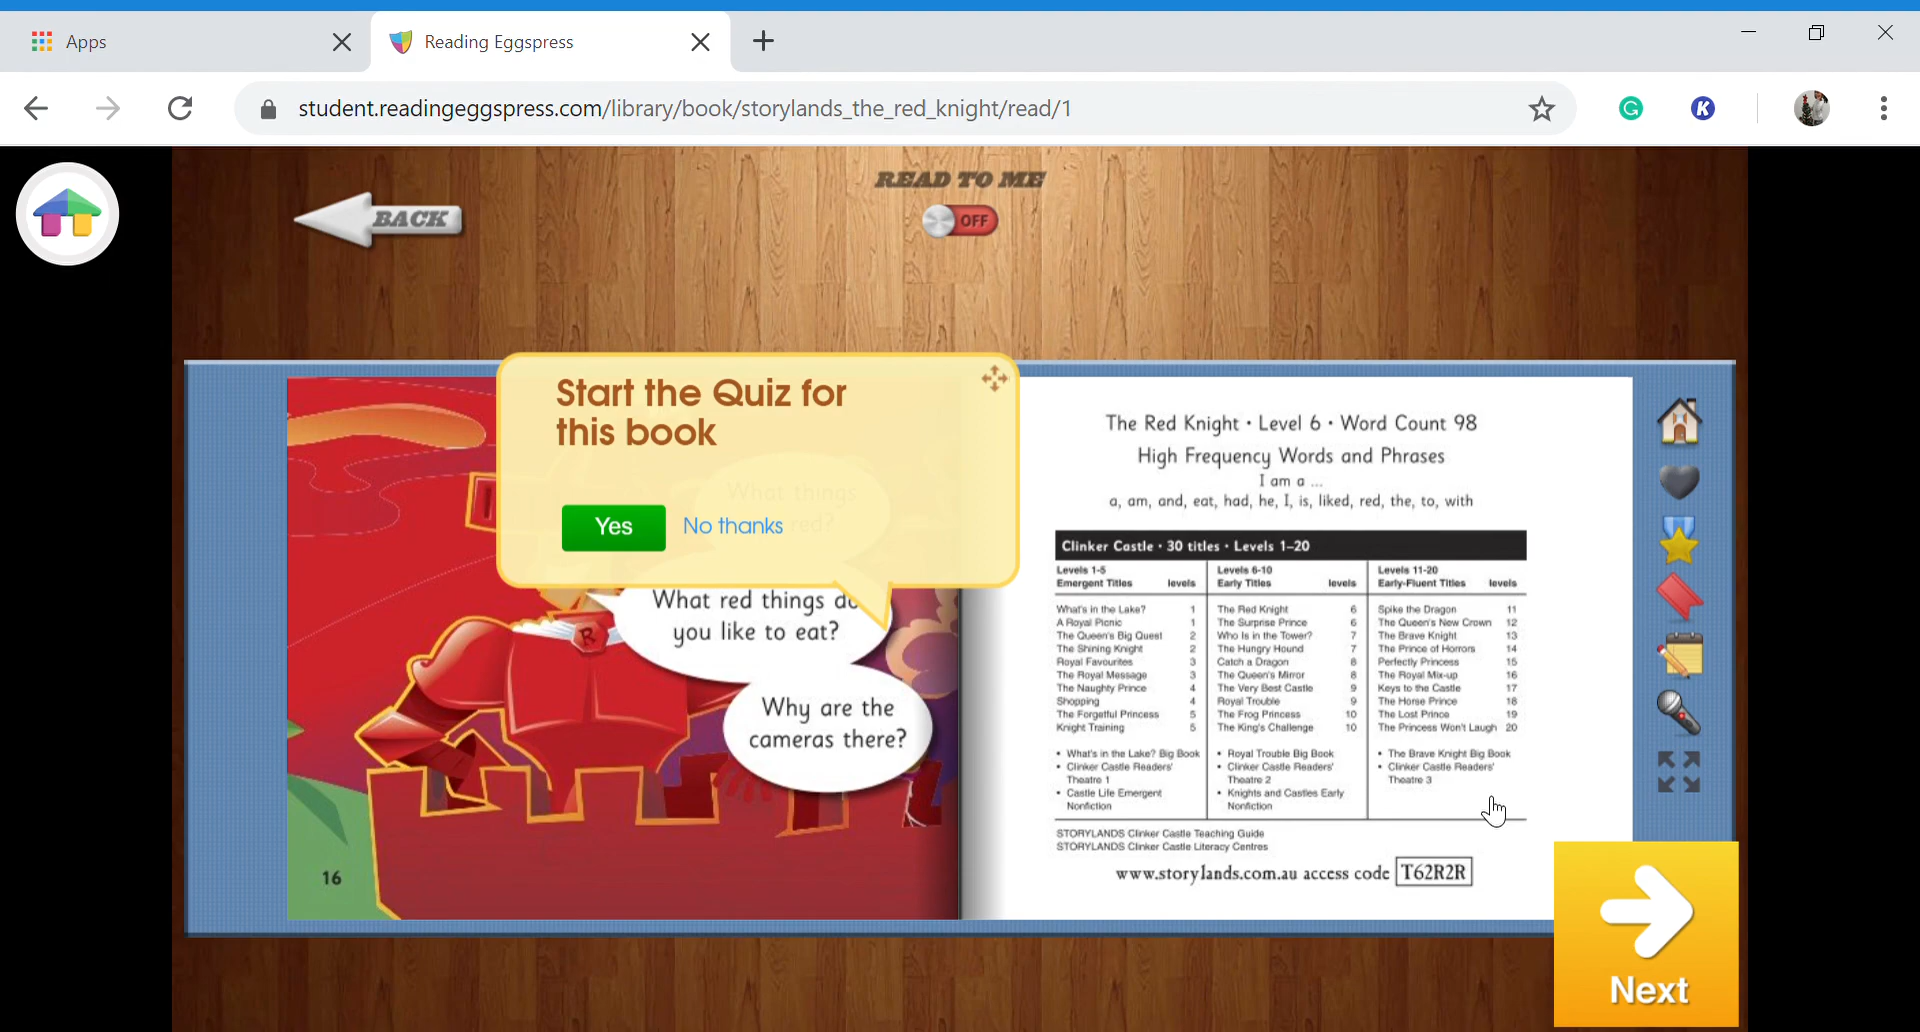 Apps
Reading Eggspress
student.readingeggspress.com/library/book/storylands_the_red_knight/read/1
READ TO ME
BACK
OFF
Start the Quiz for
this book
What things
red?
Yes No thanks
What red things do
you like to eat?
R
Why are the
cameras there?
16
The Red Knight • Level 6 • Word Count 98
High Frequency Words and Phrases
I am a ...
a, am, and, eat, had, he, I, is, liked, red, the, to, with
Clinker Castle • 30 titles • Levels 1–20
Levels 1-5
Emergent Titles levels
What's in the Lake? 1
A Royal Picnic 1
The Queen's Big Quest 2
The Shining Knight 2
Royal Favourites 3
The Royal Message 3
The Naughty Prince 4
Shopping 4
The Forgetful Princess 5
Knight Training 5
• What's in the Lake? Big Book
• Clinker Castle Readers'
Theatre 1
• Castle Life Emergent
Nonfiction
Levels 6-10
Early Titles levels
The Red Knight 6
The Surprise Prince 6
Who Is in the Tower? 7
The Hungry Hound 7
Catch a Dragon 8
The Queen's Mirror 8
The Very Best Castle 9
Royal Trouble 9
The Frog Princess 10
The King's Challenge 10
• Royal Trouble Big Book
• Clinker Castle Readers'
Theatre 2
• Knights and Castles Early
Nonfiction
Levels 11-20
Early-Fluent Titles levels
Spike the Dragon 11
The Queen's New Crown 12
The Brave Knight 13
The Prince of Horrors 14
Perfectly Princess 15
The Royal Mix-up 16
Keys to the Castle 17
The Horse Prince 18
The Lost Prince 19
The Princess Won't Laugh 20
• The Brave Knight Big Book
• Clinker Castle Readers'
Theatre 3
STORYLANDS Clinker Castle Teaching Guide
STORYLANDS Clinker Castle Literacy Centres
www.storylands.com.au access code T62R2R
Next